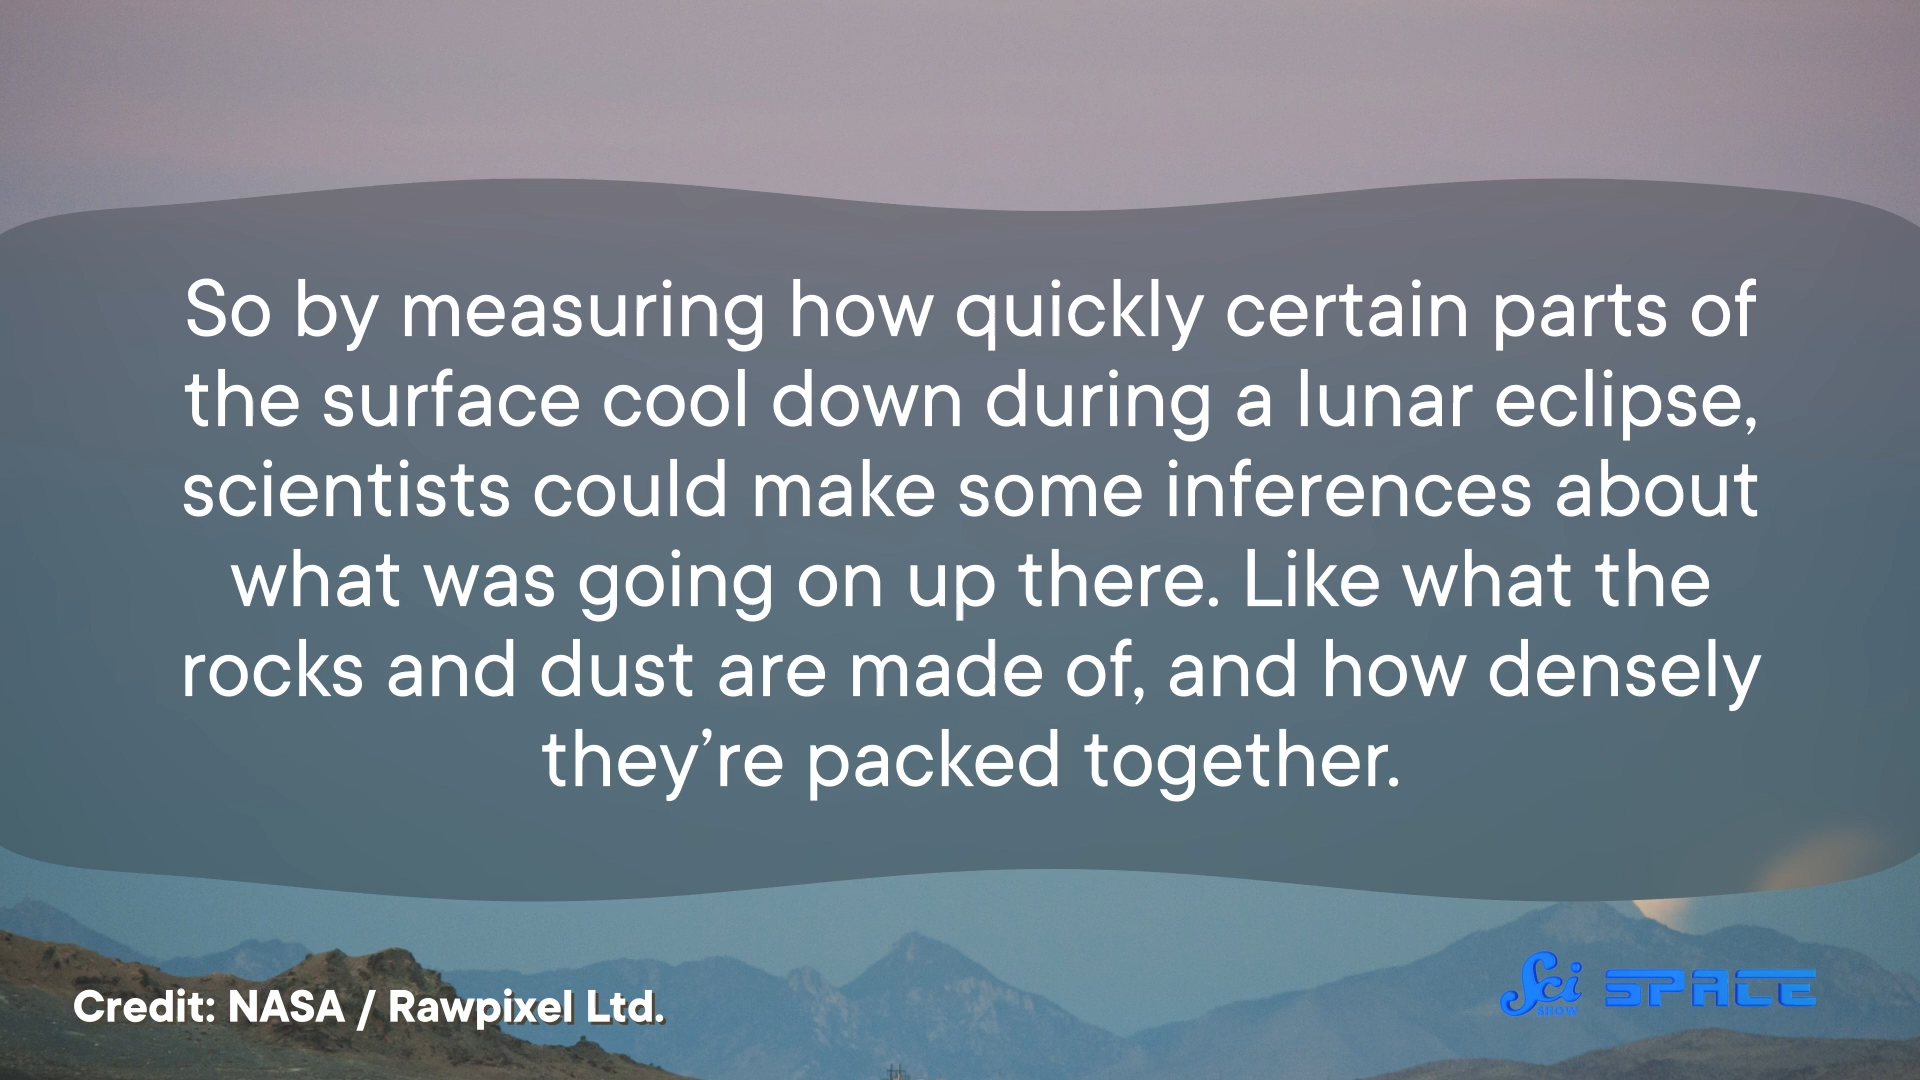 So by measuring how quickly certain parts of
the surface cool down during a lunar eclipse,
scientists could make some inferences about
what was going on up there. Like what the
rocks and dust are made of, and how densely
they’re packed together.
Credit: NASA / Rawpixel Ltd.
Sci SHOW SPACE